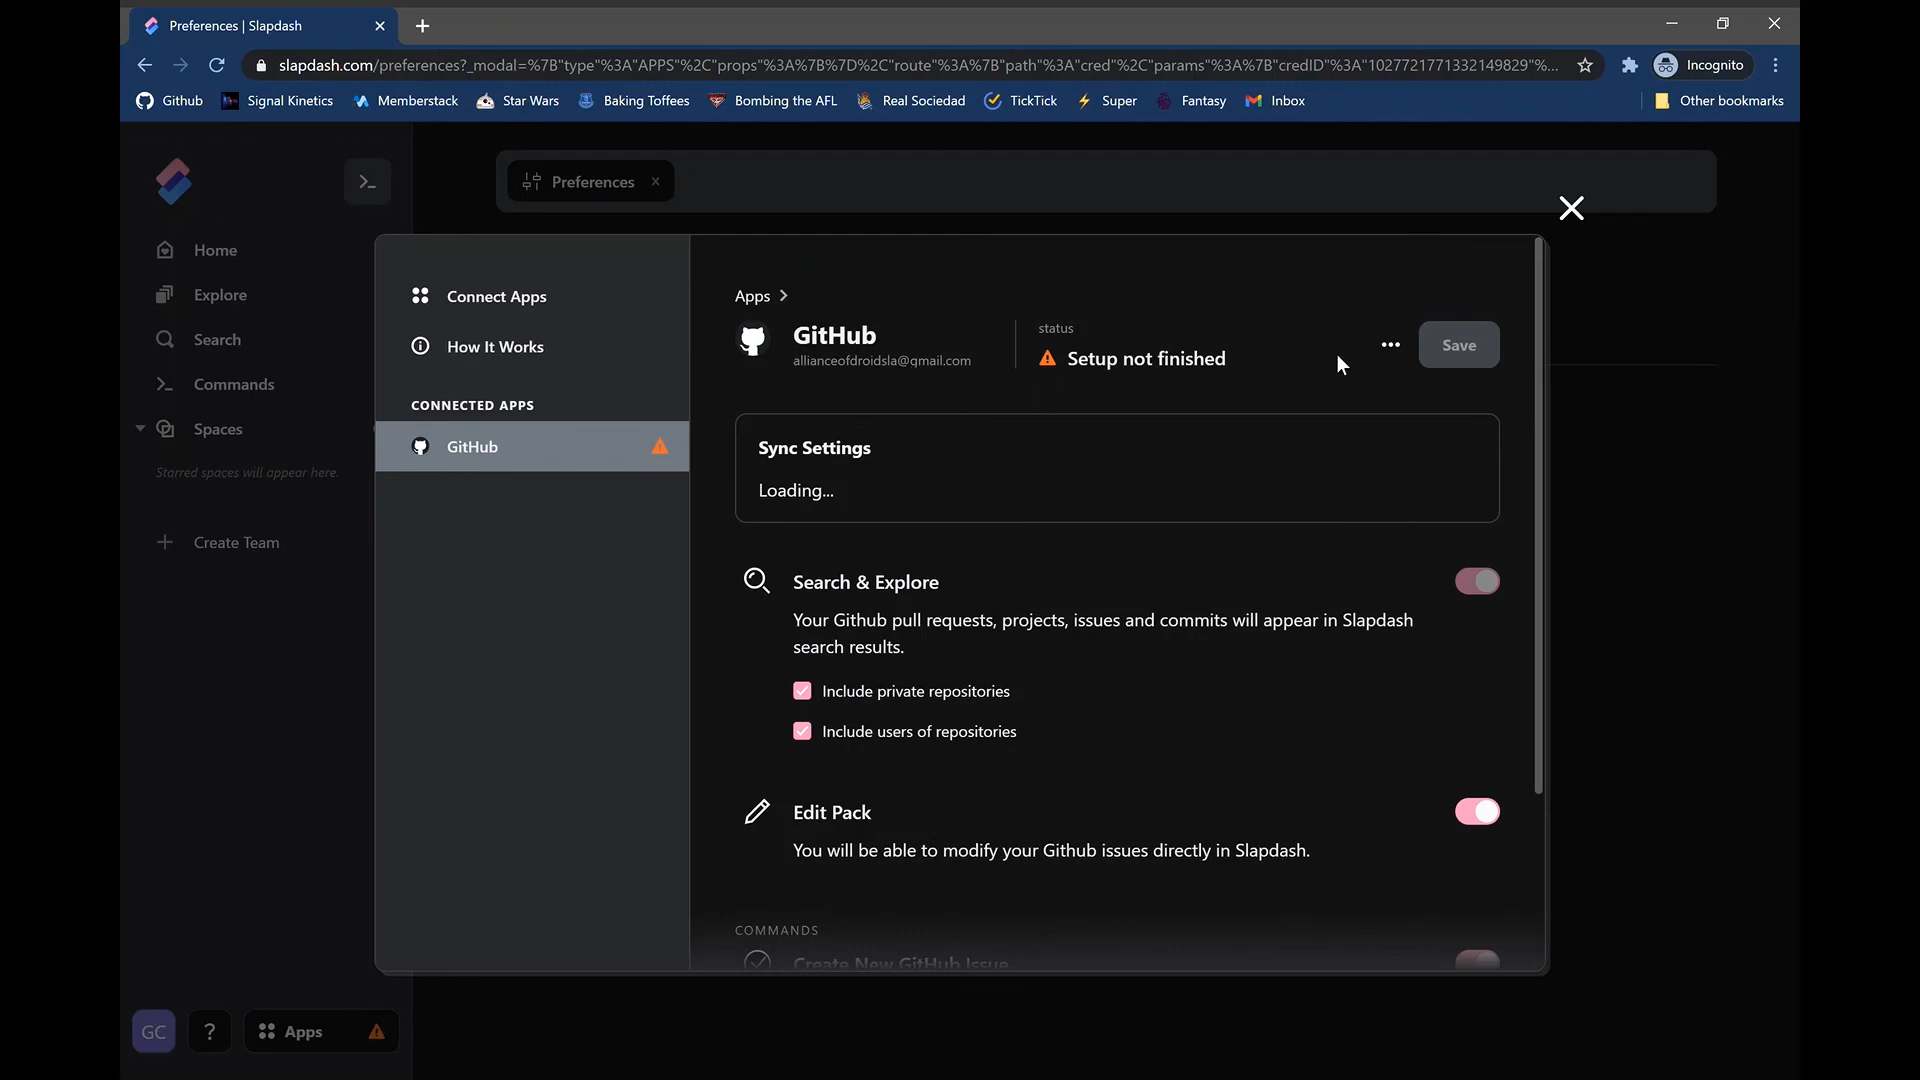 Preferences | Slapdash
slapdash.com/preferences?_modal=%7B"type"%3A"APPS"%2C"props"%3A%7B%7D%2C"route"%3A%7B"path"%3A"cred"%2C"params"%3A%7B"credID"%3A"1027721771332149829"%...
Incognito
Github
Signal Kinetics
Memberstack
Star Wars
Baking Toffees
Bombing the AFL
Real Sociedad
TickTick
Super
Fantasy
Inbox
Other bookmarks
Preferences
Home
Explore
Search
Commands
Spaces
Starred spaces will appear here.
Create Team
GC
?
Apps
Connect Apps
How It Works
CONNECTED APPS
GitHub
Apps
GitHub
allianceofdroidsla@gmail.com
status
Setup not finished
Save
Sync Settings
Loading...
Search & Explore
Your Github pull requests, projects, issues and commits will appear in Slapdash
search results.
Include private repositories
Include users of repositories
Edit Pack
You will be able to modify your Github issues directly in Slapdash.
COMMANDS
Create New GitHub Issue